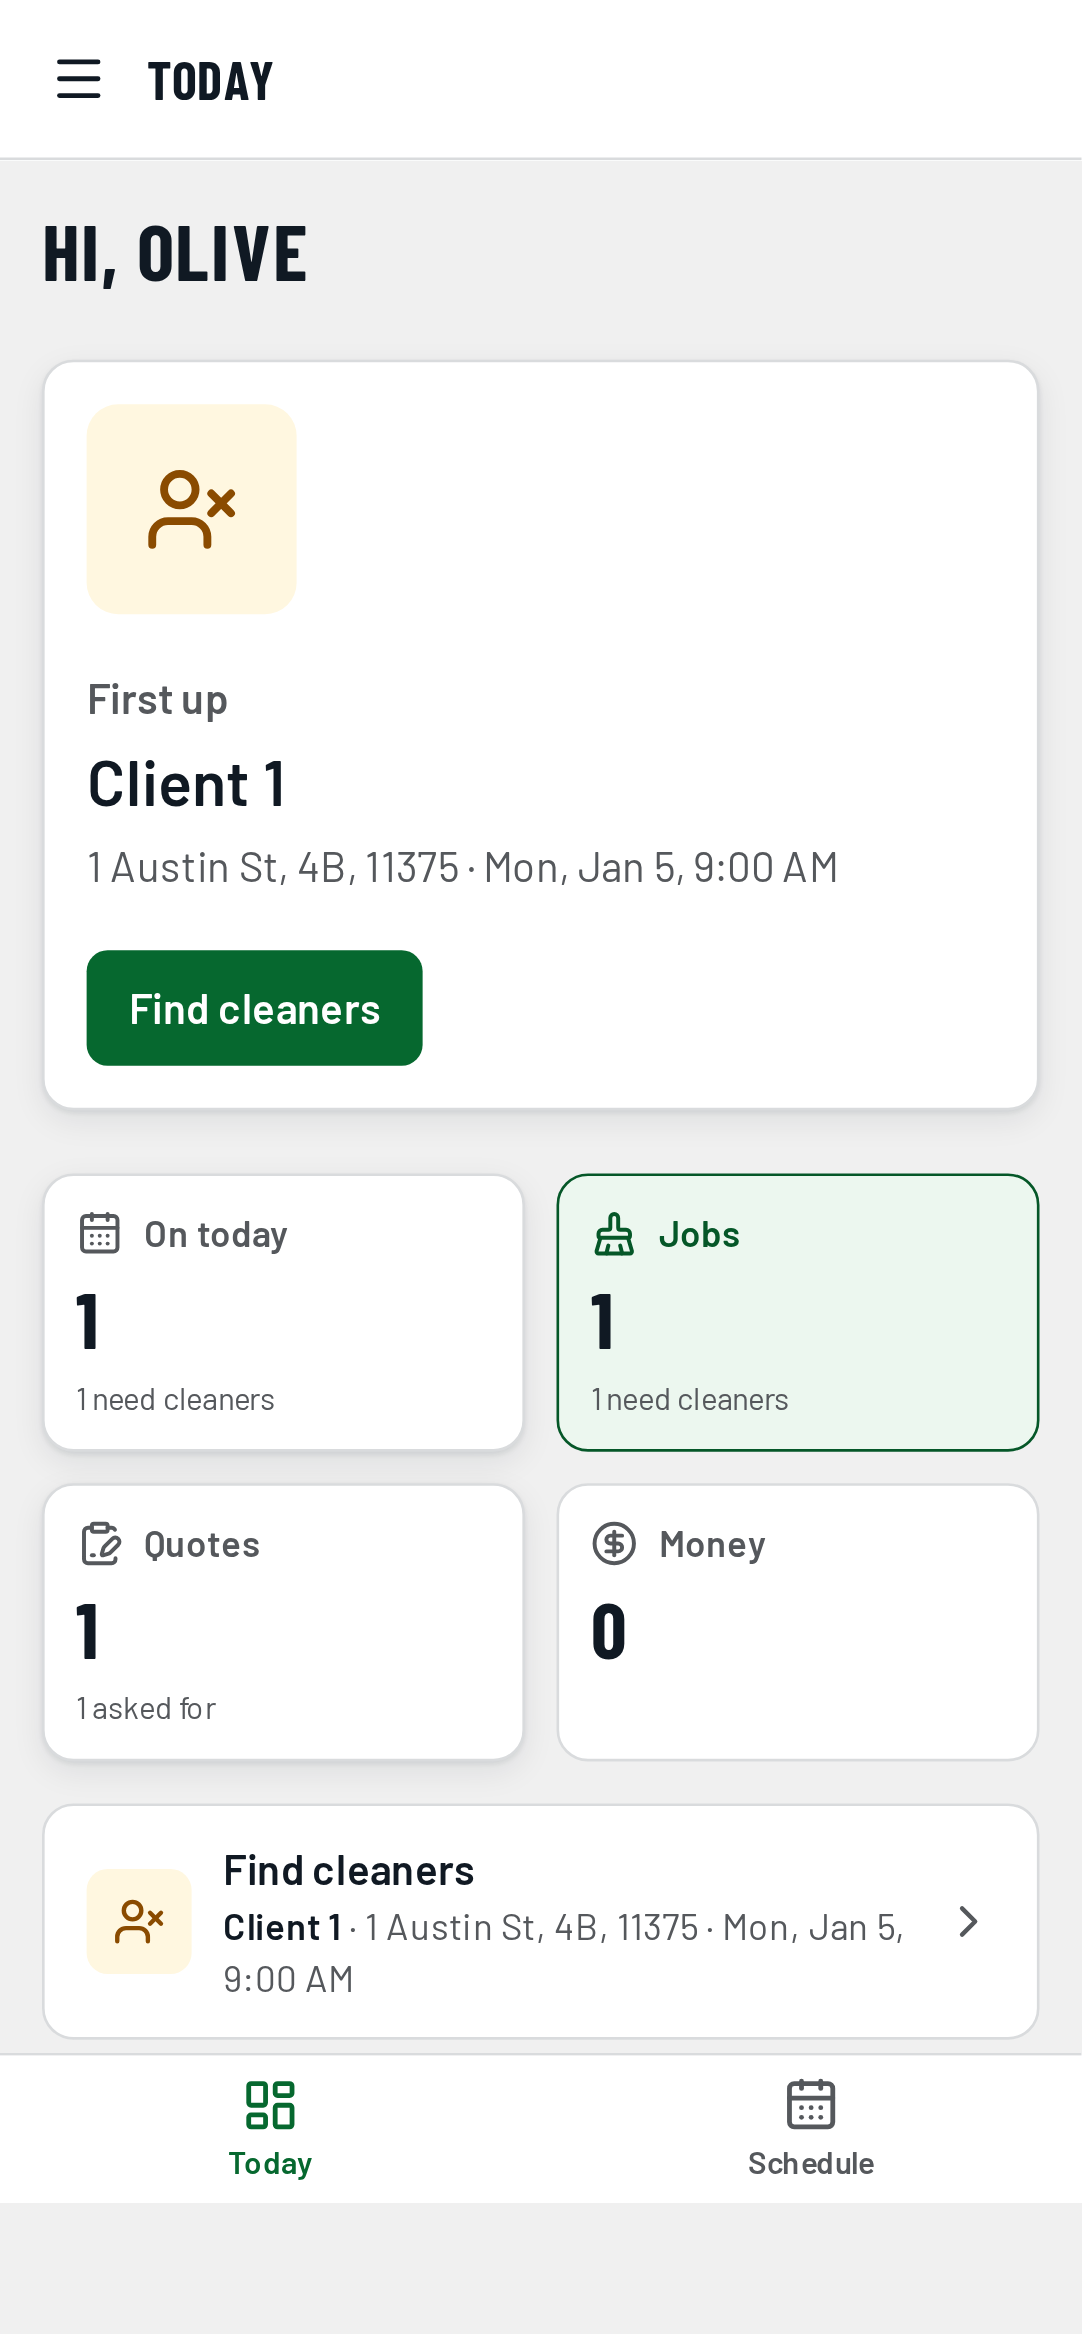 TODAY
HI, OLIVE
First up
Client 1
1 Austin St, 4B, 11375 · Mon, Jan 5, 9:00 AM
Find cleaners
On today
1
1 need cleaners
Jobs
1
1 need cleaners
Quotes
1
1 asked for
Money
0
Find cleaners
Client 1 · 1 Austin St, 4B, 11375 · Mon, Jan 5,
9:00 AM
Today
Schedule